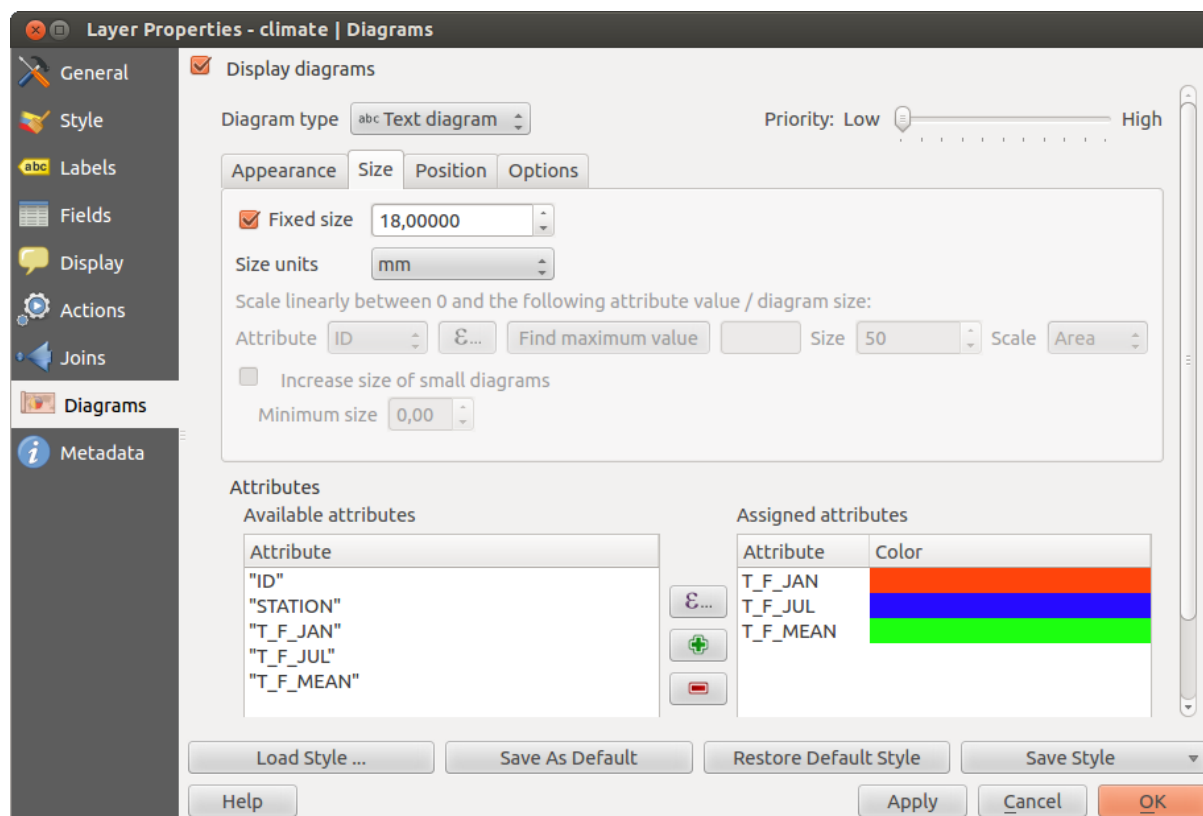 Layer Properties - climate | Diagrams
General
Style
abc Labels
Fields
Display
Actions
Joins
Diagrams
Metadata
Display diagrams
Diagram type abc Text diagram Priority: Low High
Appearance Size Position Options
Fixed size 18,00000
Size units mm
Scale linearly between 0 and the following attribute value / diagram size:
Attribute ID ε... Find maximum value Size 50 Scale Area
Increase size of small diagrams
Minimum size 0,00
Attributes
Available attributes
Attribute
"ID"
"STATION"
"T_F_JAN"
"T_F_JUL"
"T_F_MEAN"
ε...
Assigned attributes
Attribute Color
T_F_JAN
T_F_JUL
T_F_MEAN
Load Style ... Save As Default Restore Default Style Save Style
Help Apply Cancel OK